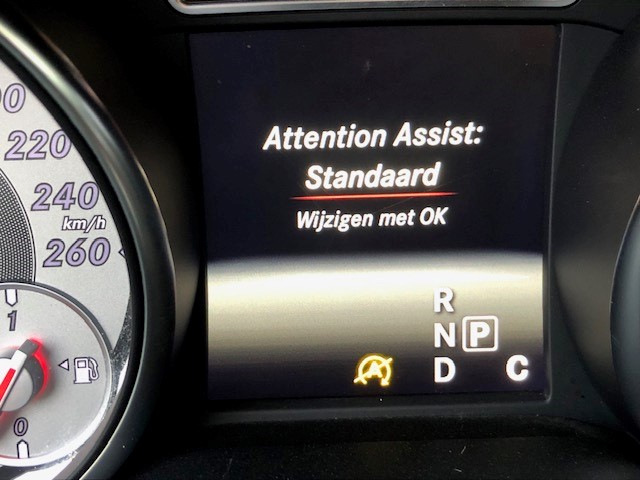 Attention Assist:
Standaard
Wijzigen met OK
220
240
km/h
260
1
0
R
N P
D C
A